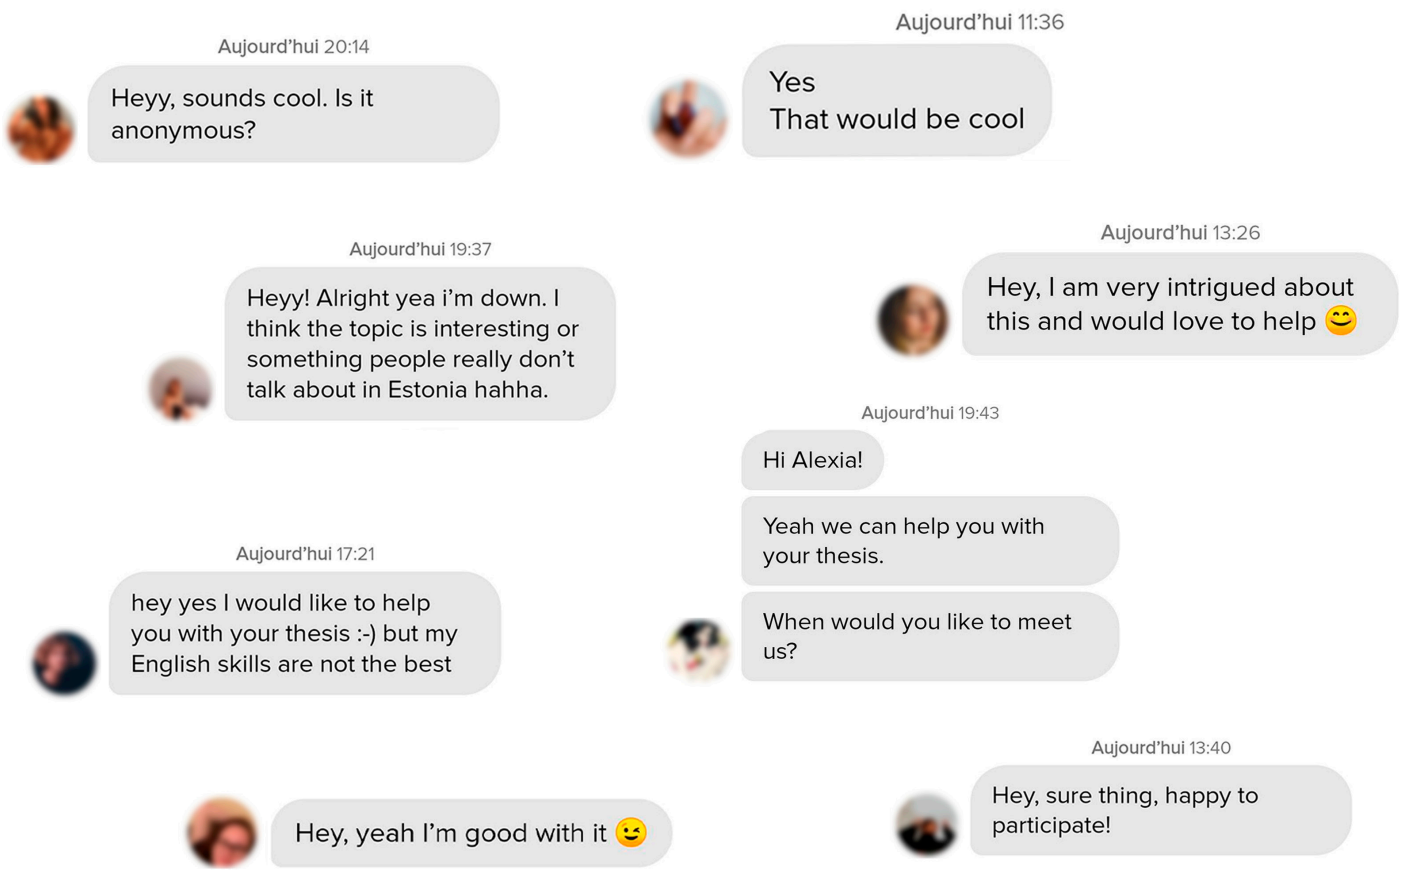 Aujourd’hui 20:14
Heyy, sounds cool. Is it
anonymous?
Aujourd’hui 11:36
Yes
That would be cool
Aujourd’hui 19:37
Heyy! Alright yea i’m down. I
think the topic is interesting or
something people really don’t
talk about in Estonia hahha.
Aujourd’hui 13:26
Hey, I am very intrigued about
this and would love to help 😊
Aujourd’hui 19:43
Hi Alexia!
Yeah we can help you with
your thesis.
When would you like to meet
us?
Aujourd’hui 17:21
hey yes I would like to help
you with your thesis :-) but my
English skills are not the best
Hey, yeah I’m good with it 😉
Aujourd’hui 13:40
Hey, sure thing, happy to
participate!